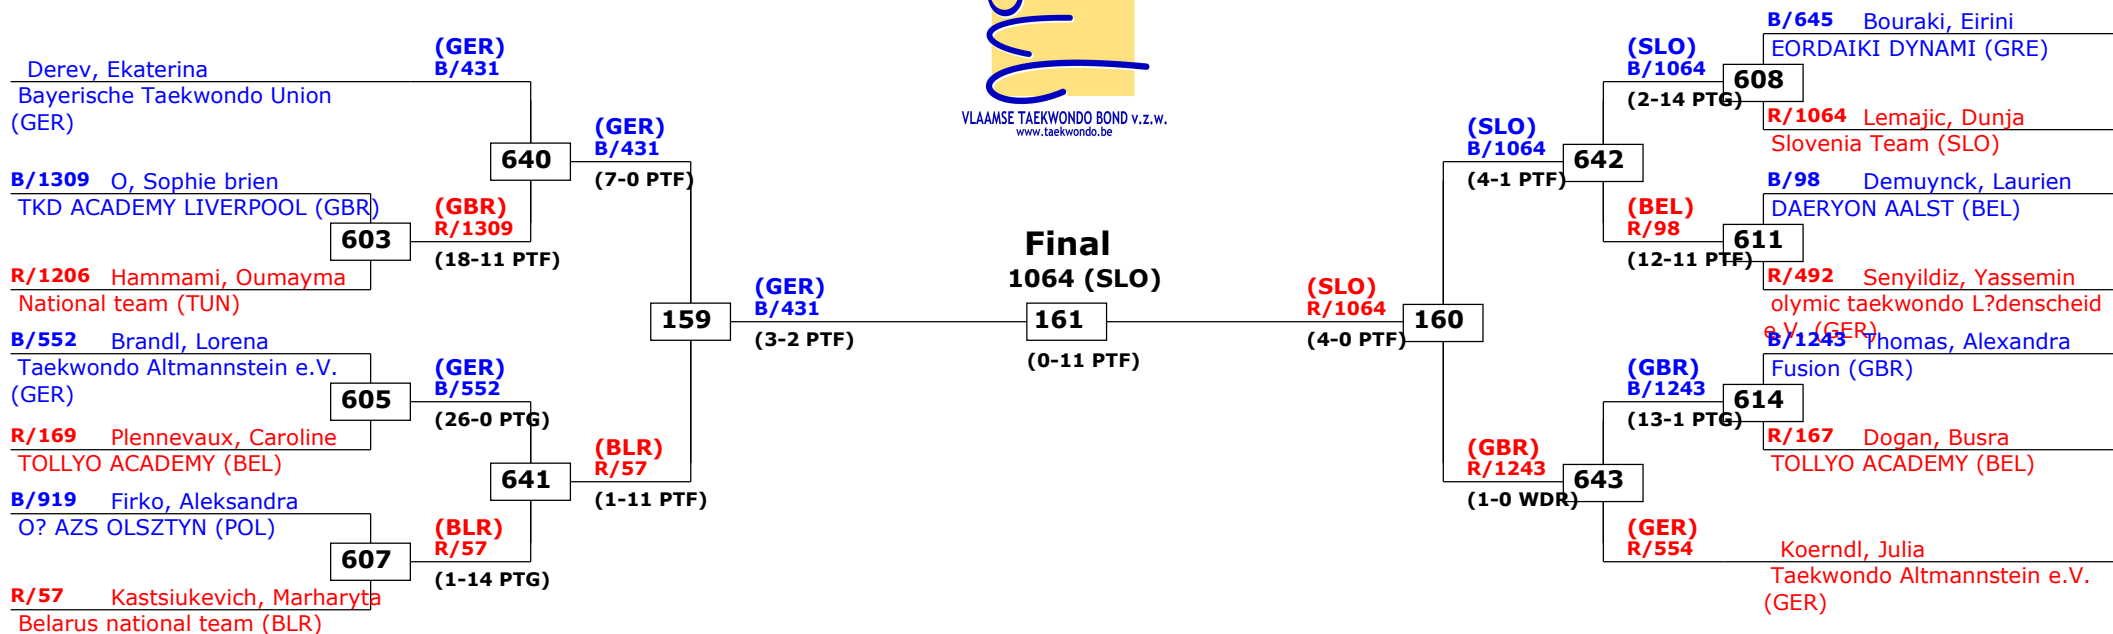 VLAAMSE TAEKWONDO BOND v.z.w.
www.taekwondo.be
Derev, Ekaterina
Bayerische Taekwondo Union
(GER)
(GER)
B/431
640
B/1309 O, Sophie brien
TKD ACADEMY LIVERPOOL (GBR)
603
R/1206 Hammami, Oumayma
National team (TUN)
(GBR)
R/1309
(18-11 PTF)
(GER)
B/431
(7-0 PTF)
159
B/552 Brandl, Lorena
Taekwondo Altmannstein e.V.
(GER)
605
R/169 Plennevaux, Caroline
TOLLYO ACADEMY (BEL)
(GER)
B/552
(26-0 PTG)
641
B/919 Firko, Aleksandra
O? AZS OLSZTYN (POL)
607
R/57 Kastsiukevich, Marharyta
Belarus national team (BLR)
(BLR)
R/57
(1-14 PTG)
(BLR)
R/57
(1-11 PTF)
(GER)
B/431
(3-2 PTF)
Final
1064 (SLO)
161
(0-11 PTF)
(SLO)
R/1064
(4-0 PTF)
160
(SLO)
B/1064
(4-1 PTF)
642
(SLO)
B/1064
(2-14 PTG)
608
B/645 Bouraki, Eirini
EORDAIKI DYNAMI (GRE)
R/1064 Lemajic, Dunja
Slovenia Team (SLO)
(BEL)
R/98
(12-11 PTF)
611
B/98 Demuynck, Laurien
DAERYON AALST (BEL)
R/492 Senyildiz, Yassemin
olymic taekwondo L?denscheid
e.V. (GER)
(GBR)
R/1243
(1-0 WDR)
643
(GBR)
B/1243
(13-1 PTG)
614
B/1243 Thomas, Alexandra
Fusion (GBR)
R/167 Dogan, Busra
TOLLYO ACADEMY (BEL)
(GER)
R/554
Koerndl, Julia
Taekwondo Altmannstein e.V.
(GER)